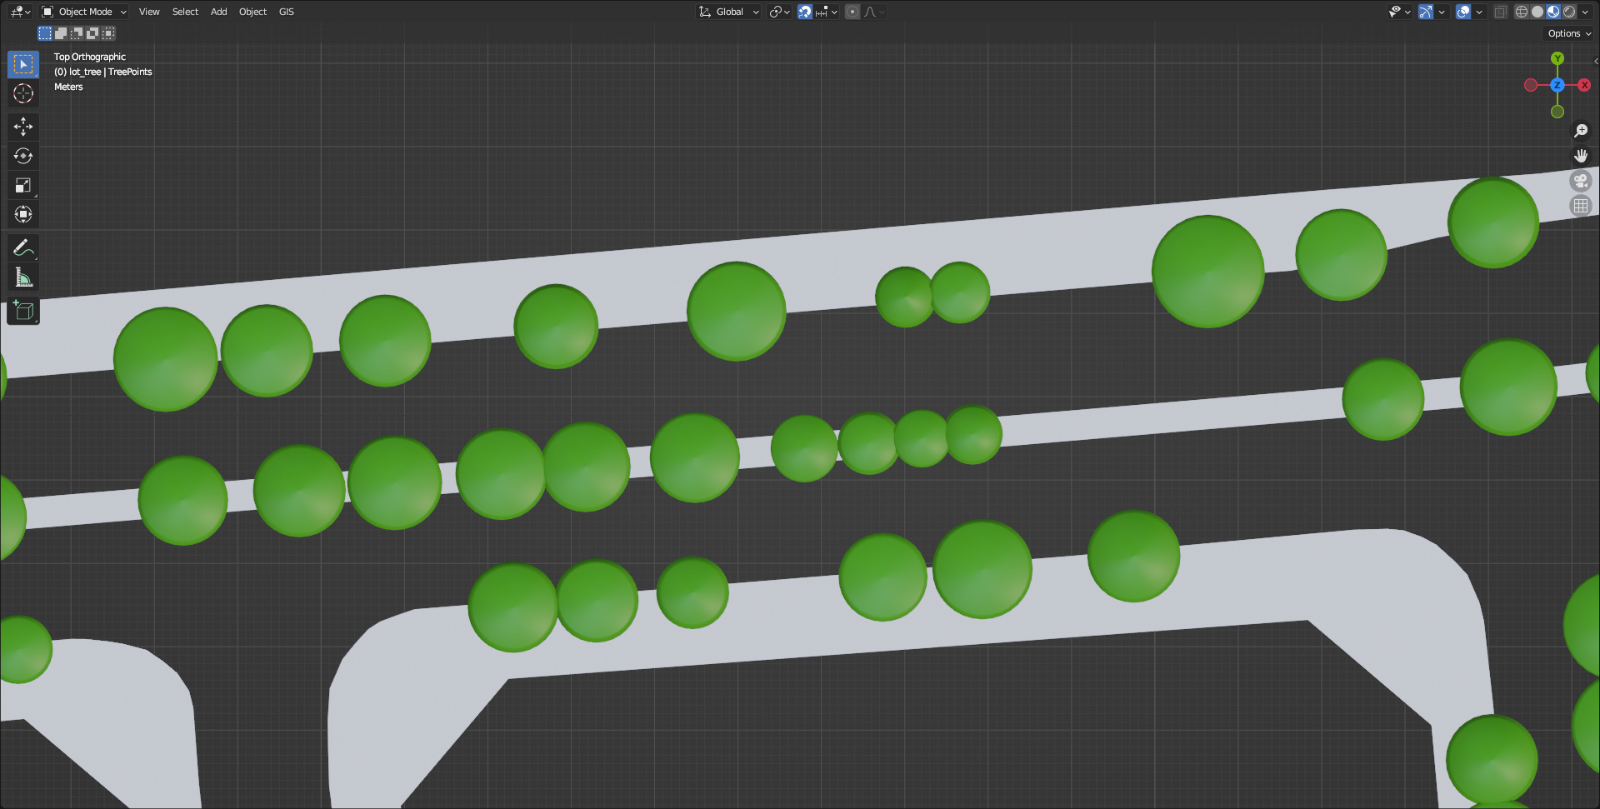 Object Mode View Select Add Object GIS Global
Options
Top Orthographic
(0) lot_tree | TreePoints
Meters
Y
Z X